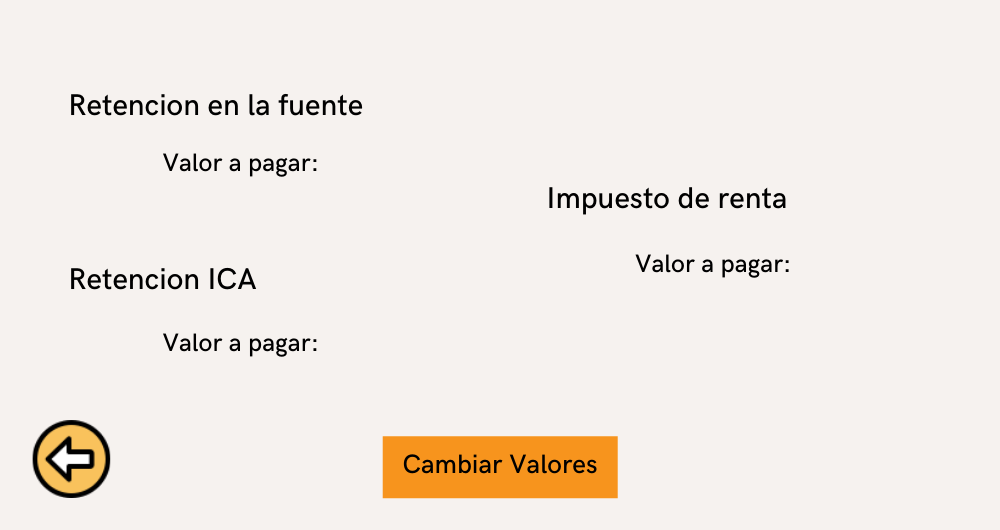 Retencion en la fuente
Valor a pagar:
Retencion ICA
Valor a pagar:
Impuesto de renta
Valor a pagar:
Cambiar Valores